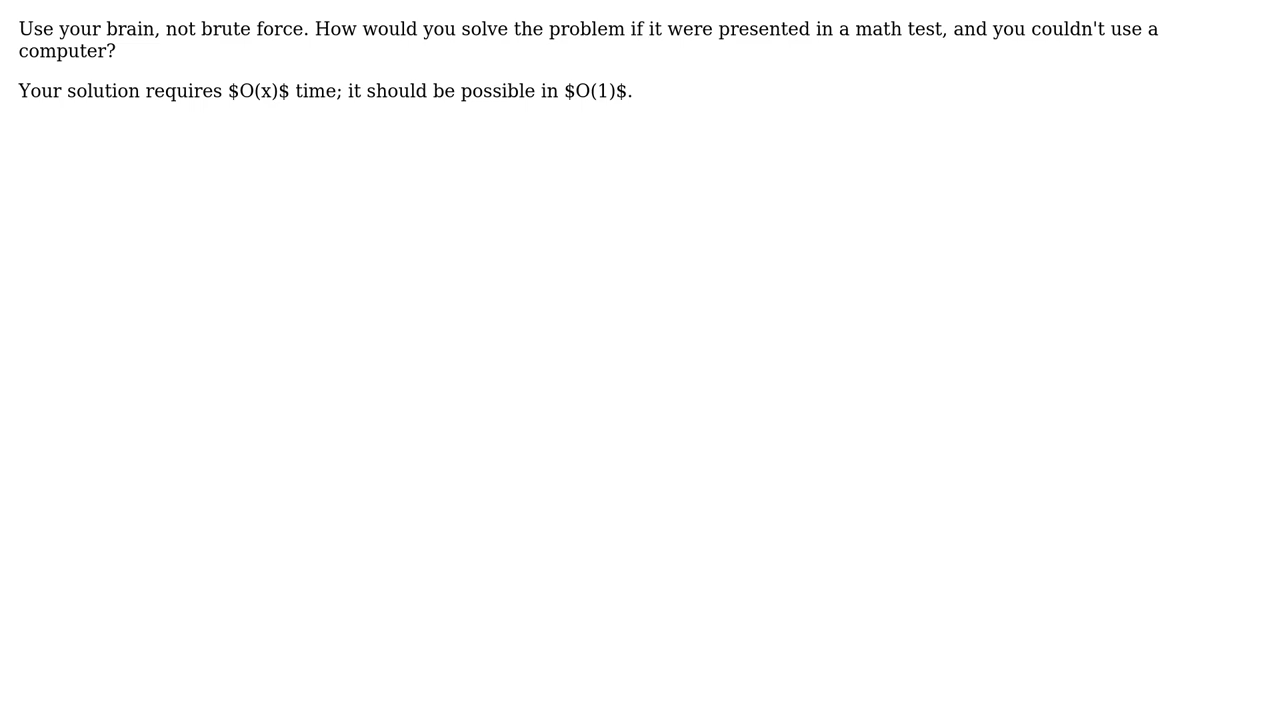 Use your brain, not brute force. How would you solve the problem if it were presented in a math test, and you couldn't use a
computer?
Your solution requires $O(x)$ time; it should be possible in $O(1)$.